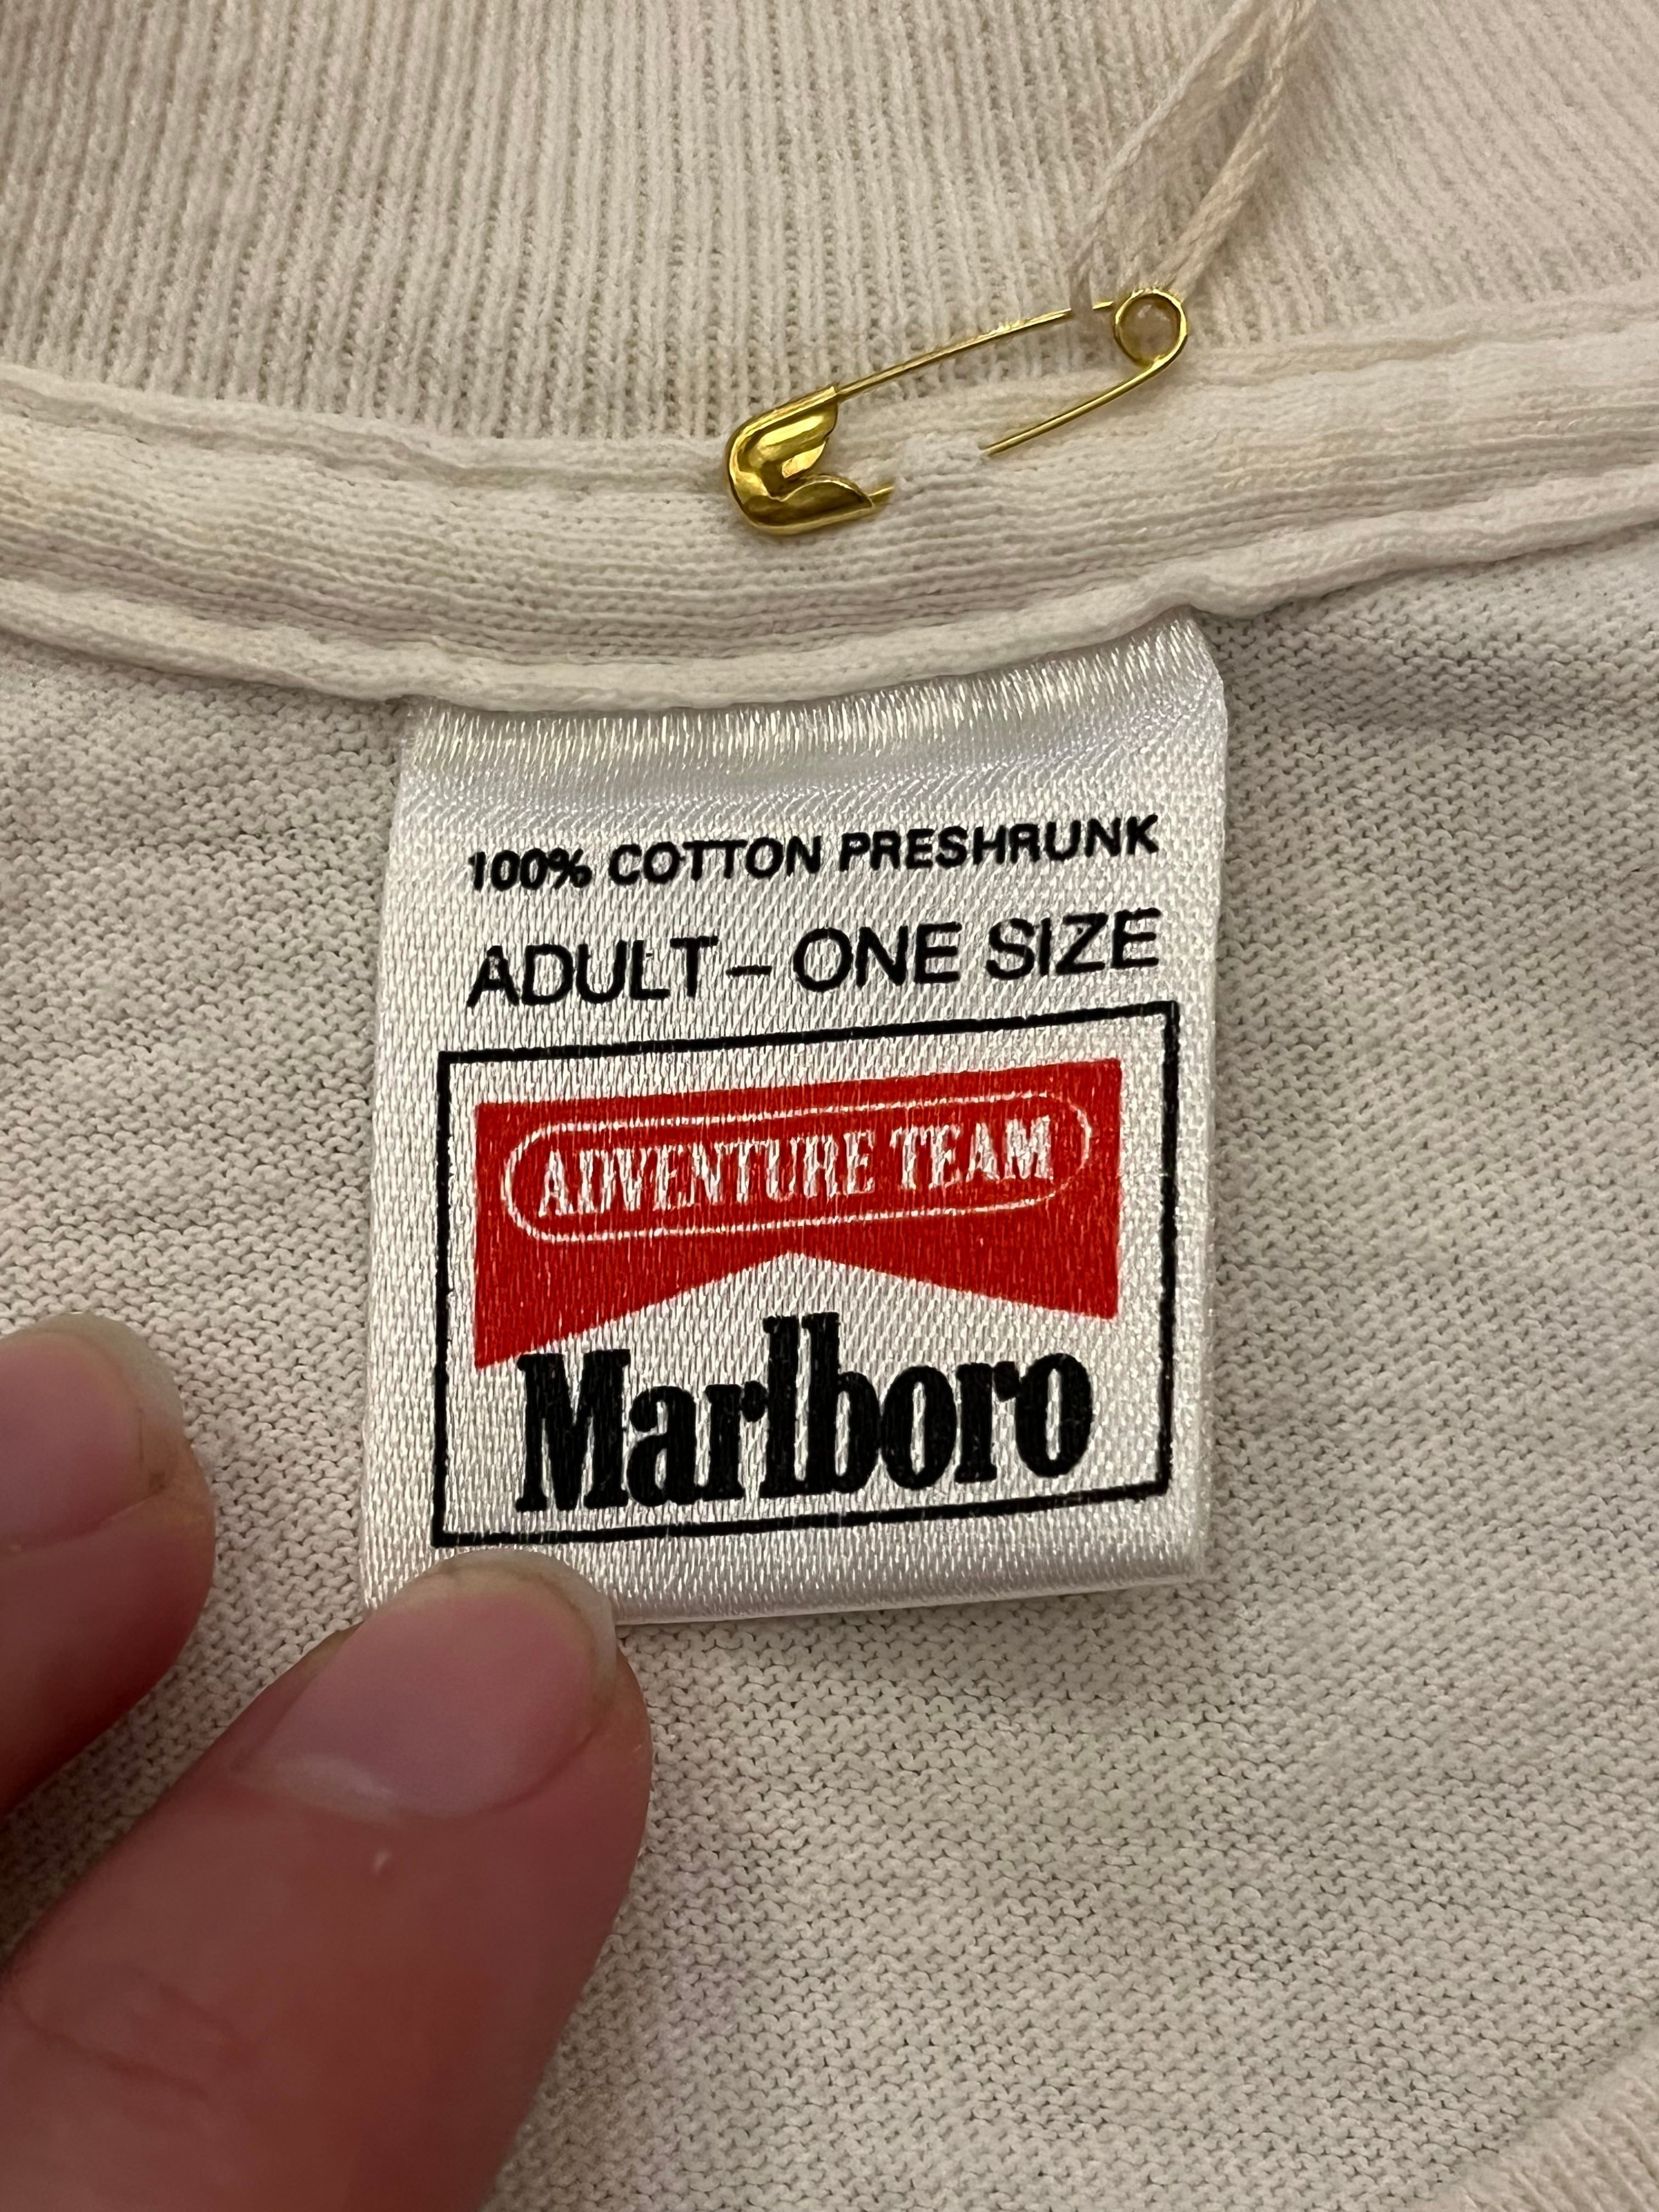 100% COTTON PRESHRUNK
ADULT – ONE SIZE
ADVENTURE TEAM
Marlboro